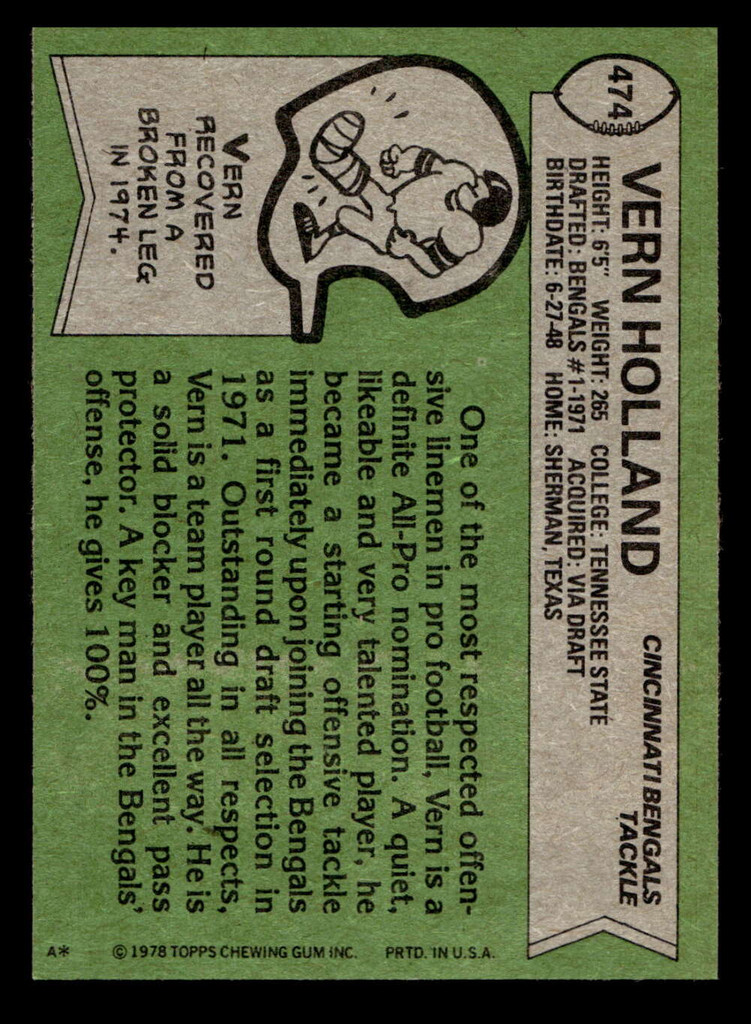 474
VERN HOLLAND
CINCINNATI BENGALS
TACKLE
HEIGHT: 6'5" WEIGHT: 265 COLLEGE: TENNESSEE STATE
DRAFTED: BENGALS #1-1971 ACQUIRED: VIA DRAFT
BIRTHDATE: 6-27-48 HOME: SHERMAN, TEXAS
VERN
RECOVERED
FROM A
BROKEN LEG
IN 1974.
One of the most respected offen-
sive linemen in pro football, Vern is a
definite All-Pro nomination. A quiet,
likeable and very talented player, he
became a starting offensive tackle
immediately upon joining the Bengals
as a first round draft selection in
1971. Outstanding in all respects,
Vern is a team player all the way. He is
a solid blocker and excellent pass
protector. A key man in the Bengals'
offense, he gives 100%.
A* © 1978 TOPPS CHEWING GUM INC. PRTD. IN U.S.A.